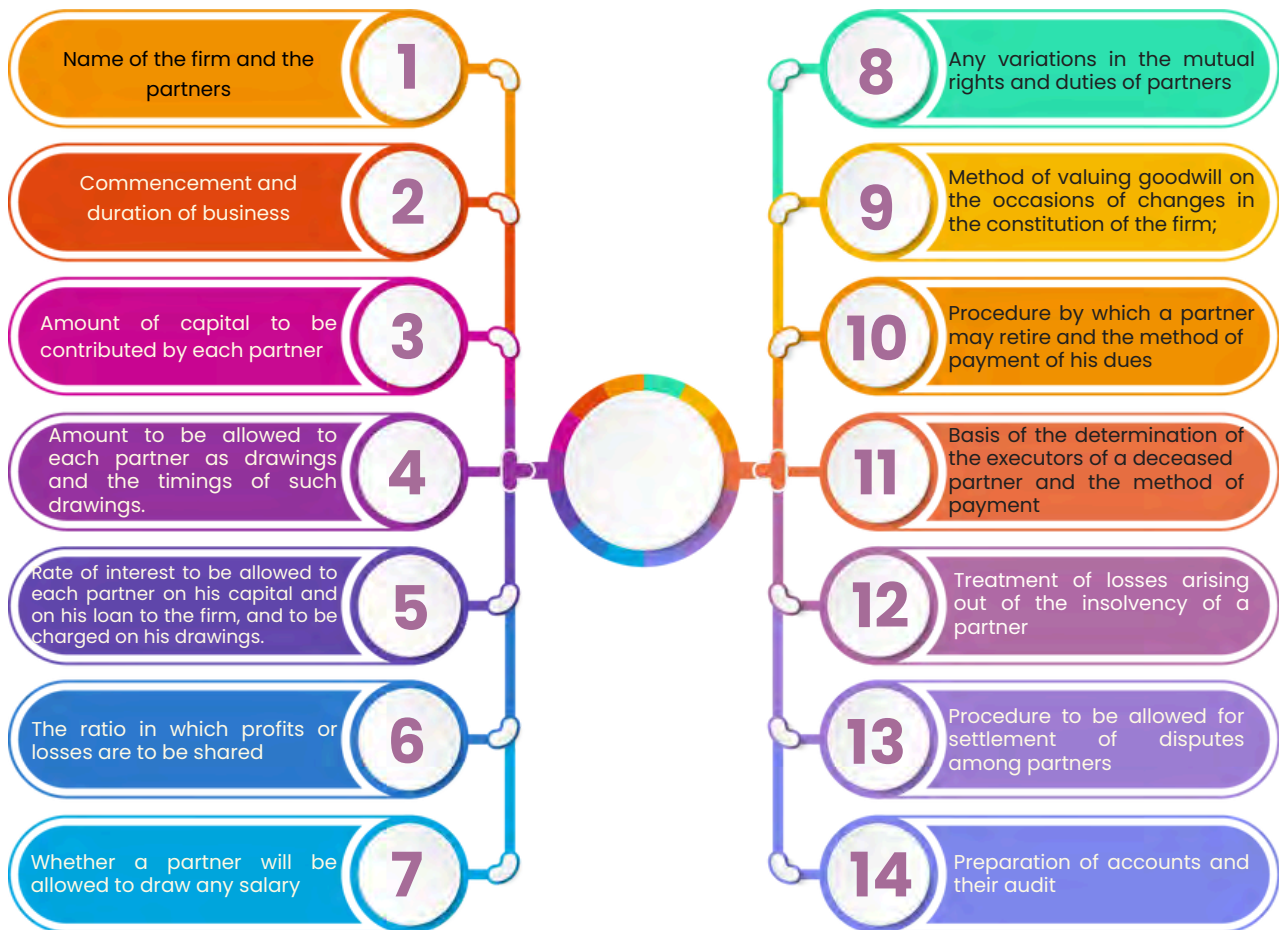 Name of the firm and the
partners
1
Commencement and
duration of business
2
Amount of capital to be
contributed by each partner
3
Amount to be allowed to
each partner as drawings
and the timings of such
drawings.
4
Rate of interest to be allowed to
each partner on his capital and
on his loan to the firm, and to be
charged on his drawings.
5
The ratio in which profits or
losses are to be shared
6
Whether a partner will be
allowed to draw any salary
7
8
Any variations in the mutual
rights and duties of partners
9
Method of valuing goodwill on
the occasions of changes in
the constitution of the firm;
10
Procedure by which a partner
may retire and the method of
payment of his dues
11
Basis of the determination of
the executors of a deceased
partner and the method of
payment
12
Treatment of losses arising
out of the insolvency of a
partner
13
Procedure to be allowed for
settlement of disputes
among partners
14
Preparation of accounts and
their audit